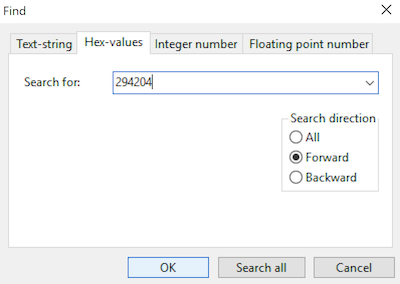 Find
Text-string Hex-values Integer number Floating point number
Search for: 294204
Search direction
All
Forward
Backward
OK Search all Cancel